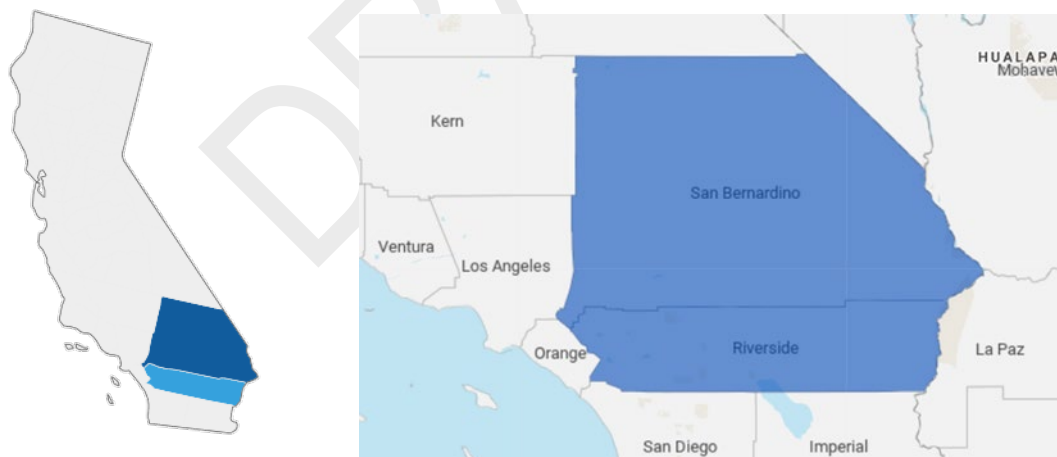 HUALAPA
Mohave
Kern
San Bernardino
Ventura
Los Angeles
Orange
Riverside
La Paz
San Diego
Imperial